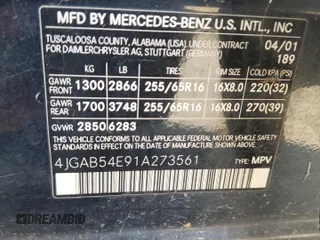 MFD BY MERCEDES-BENZ U.S. INTL., INC
TUSCALOOSA COUNTY, ALABAMA (USA) UNDER CONTRACT
FOR DAIMLERCHRYSLER AG, STUTTGART (GERMANY)
04/01
189
KG LB TIRES RIMS COLD KPA (PSI)
GAWR FRONT 1300 2866 255/65R16 16X8.0 220(32)
GAWR REAR 1700 3748 255/65R16 16X8.0 270(39)
GVWR 2850 6283
THIS VEHICLE CONFORMS TO ALL APPLICABLE
FEDERAL MOTOR VEHICLE SAFETY STANDARDS IN
EFFECT ON THE DATE OF MANUFACTURE SHOWN ABOVE.
4JGAB54E91A273561 TYPE: MPV
DREAMBID